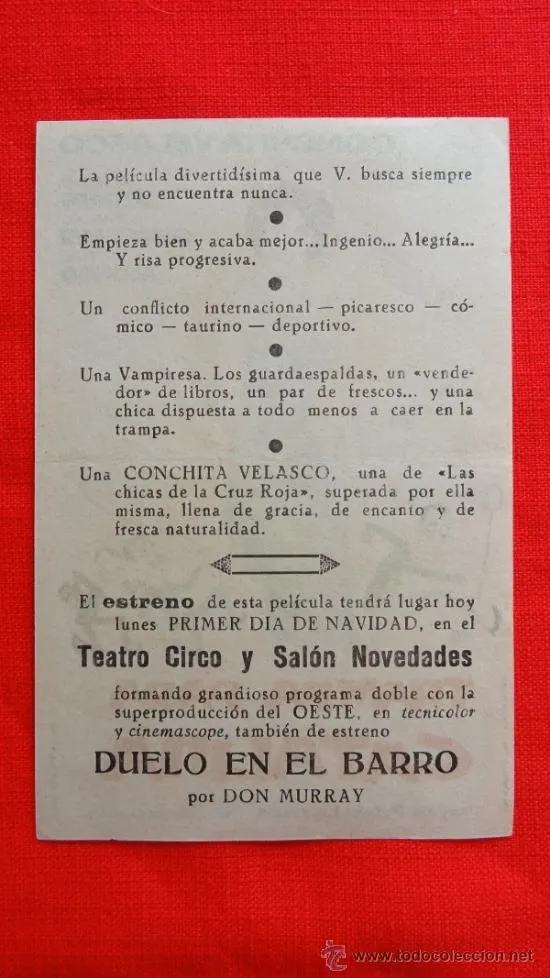 La película divertidísima que V. busca siempre
y no encuentra nunca.
Empieza bien y acaba mejor... Ingenio... Alegría...
Y risa progresiva.
Un conflicto internacional — picaresco — có-
mico — taurino — deportivo.
Una Vampiresa. Los guardaespaldas, un «vende-
dor» de libros, un par de frescos... y una
chica dispuesta a todo menos a caer en la
trampa.
Una CONCHITA VELASCO, una de «Las
chicas de la Cruz Roja», superada por ella
misma, llena de gracia, de encanto y de
fresca naturalidad.
El estreno de esta película tendrá lugar hoy
lunes PRIMER DIA DE NAVIDAD, en el
Teatro Circo y Salón Novedades
formando grandioso programa doble con la
superproducción del OESTE, en tecnicolor
y cinemascope, también de estreno
DUELO EN EL BARRO
por DON MURRAY
© todocoleccion
www.todocoleccion.net